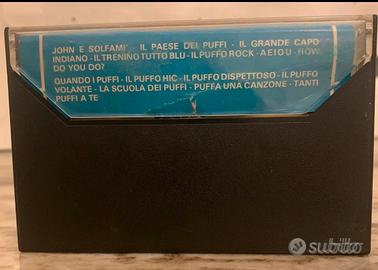 JOHN E SOLFAMI' - IL PAESE DEI PUFFI - IL GRANDE CAPO
INDIANO - IL TRENINO TUTTO BLU - IL PUFFO ROCK - A E I O U - HOW
DO YOU DO?
QUANDO I PUFFI - IL PUFFO HIC - IL PUFFO DISPETTOSO - IL PUFFO
VOLANTE - LA SCUOLA DEI PUFFI - PUFFA UNA CANZONE - TANTI
PUFFI A TE
subito